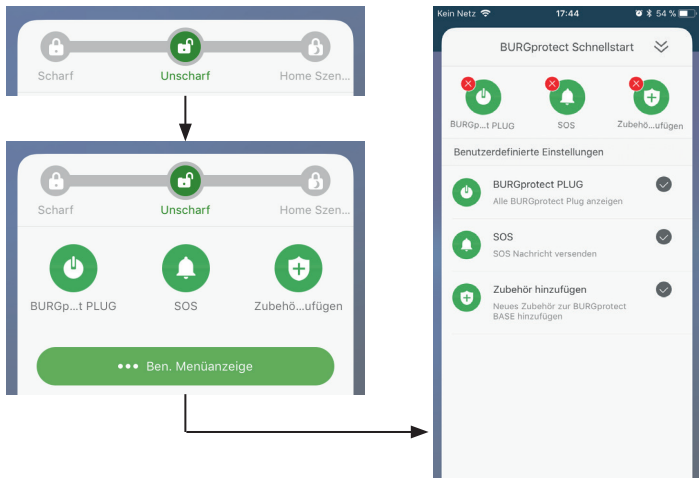 Scharf Unscharf Home Szen...
Scharf Unscharf Home Szen...
BURGp...t PLUG SOS Zubehö...ufügen
••• Ben. Menüanzeige
Kein Netz 17:44 54 %
BURGprotect Schnellstart
BURGp...t PLUG SOS Zubehö...ufügen
Benutzerdefinierte Einstellungen
BURGprotect PLUG
Alle BURGprotect Plug anzeigen
SOS
SOS Nachricht versenden
Zubehör hinzufügen
Neues Zubehör zur BURGprotect
BASE hinzufügen